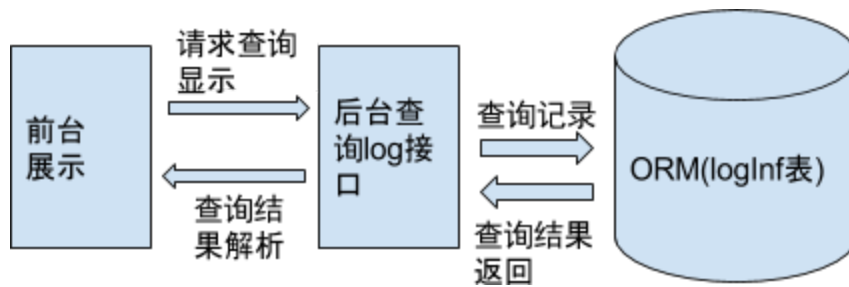 请求查询
显示
前台
展示
查询结
果解析
后台查
询log接
口
查询记录
查询结果
返回
ORM(logInf表)